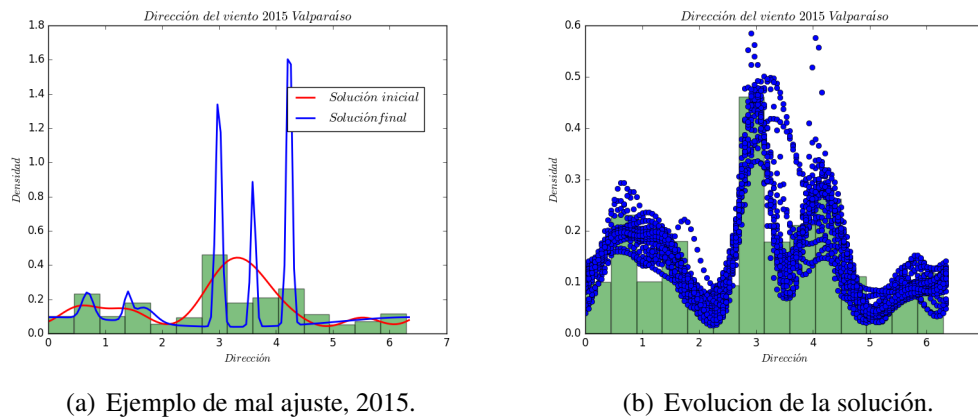 Dirección del viento 2015 Valparaíso
1.8
1.6
1.4
1.2
1.0
0.8
0.6
0.4
0.2
0.0
Densidad
Solución inicial
Soluciónfinal
0 1 2 3 4 5 6 7
Dirección
(a) Ejemplo de mal ajuste, 2015.
Dirección del viento 2015 Valparaíso
0.6
0.5
0.4
0.3
0.2
0.1
0.0
Densidad
0 1 2 3 4 5 6 7
Dirección
(b) Evolucion de la solución.